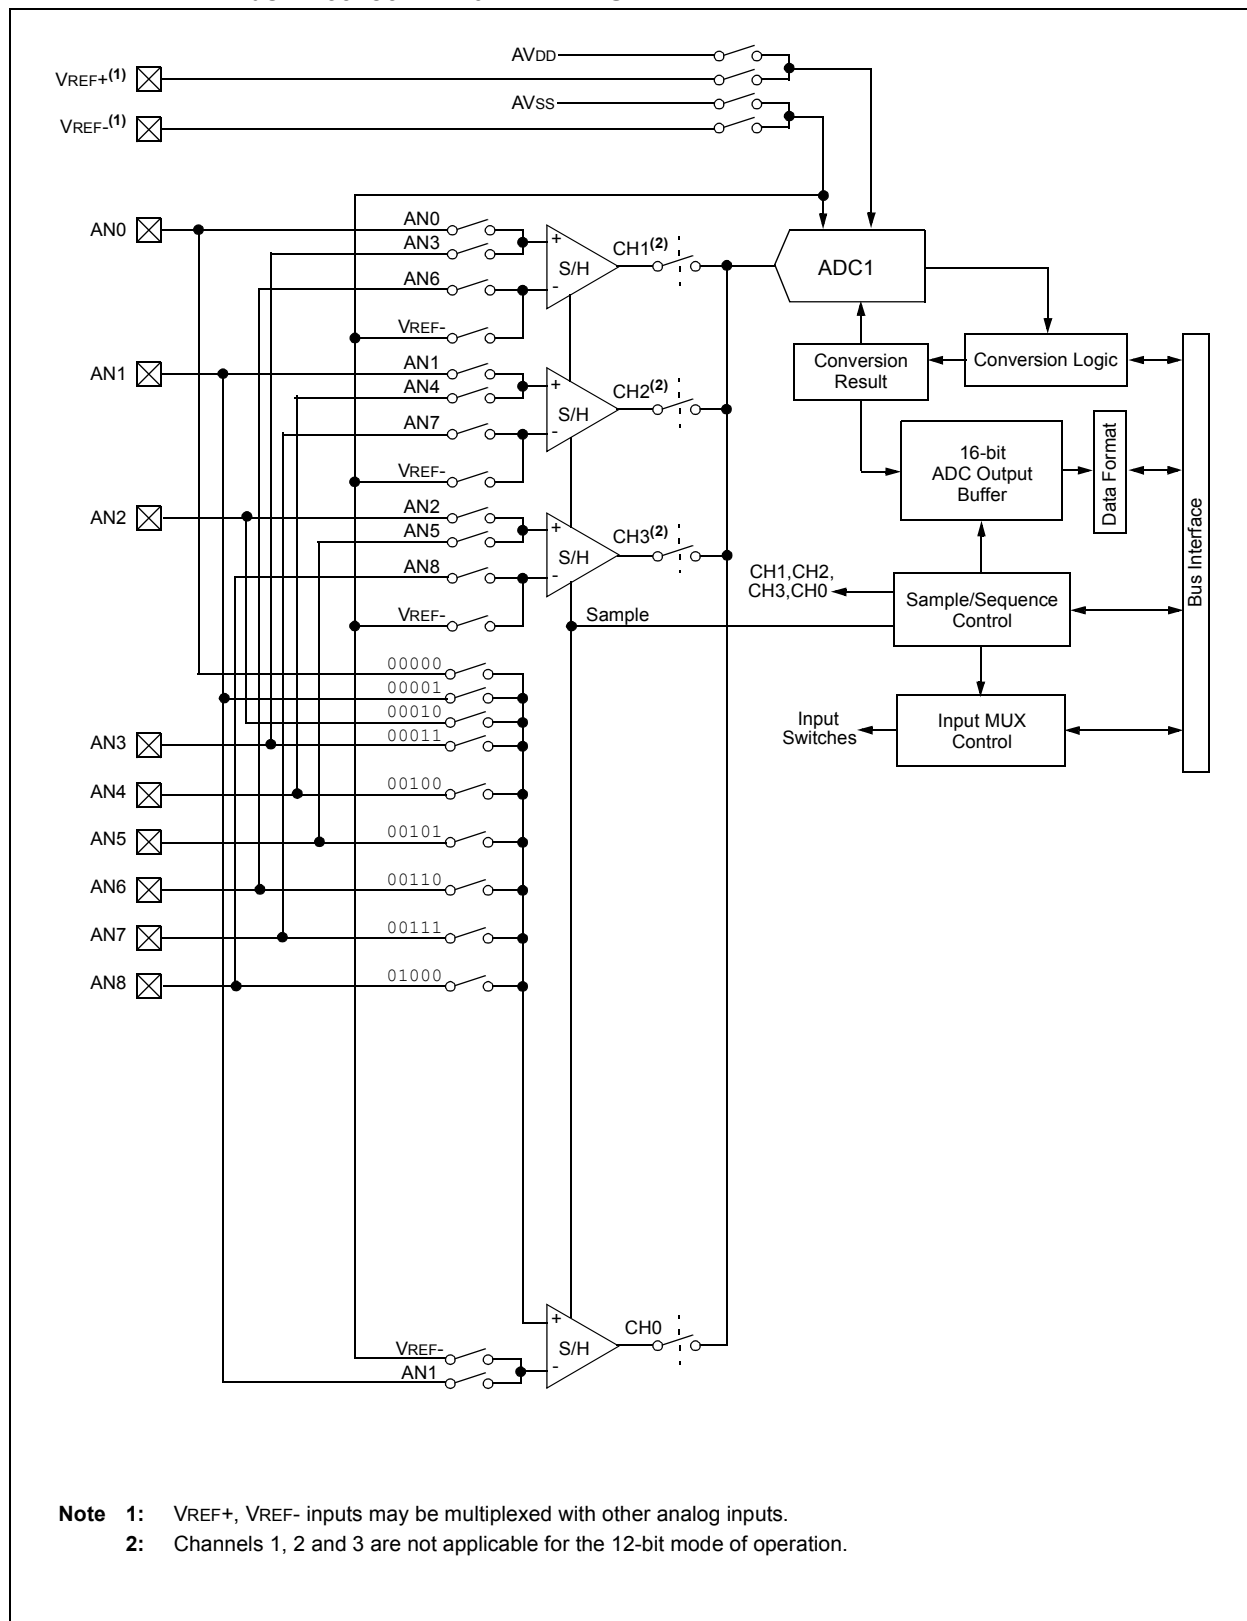 AVDD
VREF+(1)
AVSS
VREF-(1)
AN0
AN0
AN3
AN6
VREF-
+
-
S/H
CH1(2)
ADC1
Conversion
Result
Conversion Logic
AN1
AN1
AN4
AN7
VREF-
+
-
S/H
CH2(2)
16-bit
ADC Output
Buffer
Data Format
Bus Interface
AN2
AN2
AN5
AN8
VREF-
+
-
S/H
CH3(2)
CH1,CH2,
CH3,CH0
Sample/Sequence
Control
Sample
00000
00001
00010
AN3
00011
Input
Switches
Input MUX
Control
AN4
00100
AN5
00101
AN6
00110
AN7
00111
AN8
01000
VREF-
AN1
+
-
S/H
CH0
Note 1: VREF+, VREF- inputs may be multiplexed with other analog inputs.
2: Channels 1, 2 and 3 are not applicable for the 12-bit mode of operation.